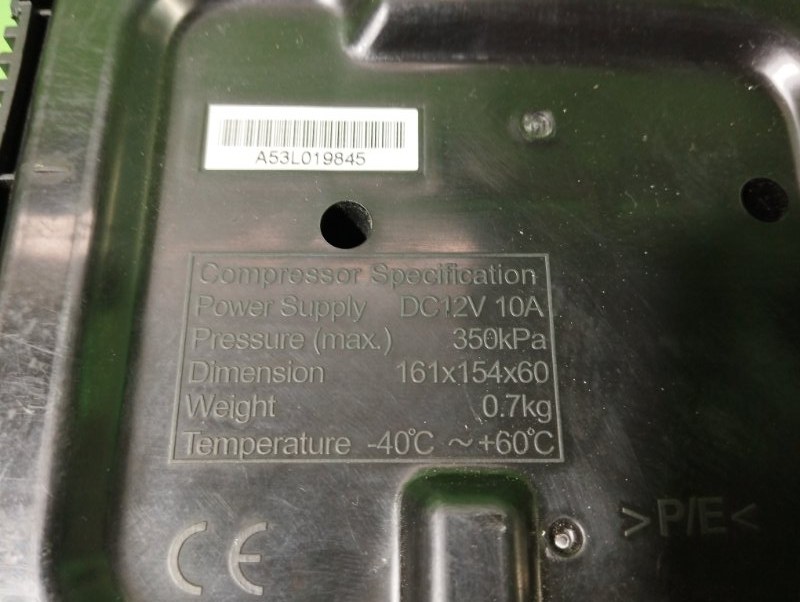 A53L019845
Compressor Specification
Power Supply DC12V 10A
Pressure (max.) 350kPa
Dimension 161x154x60
Weight 0.7kg
Temperature -40℃ ~ +60℃
CE
>P/E<